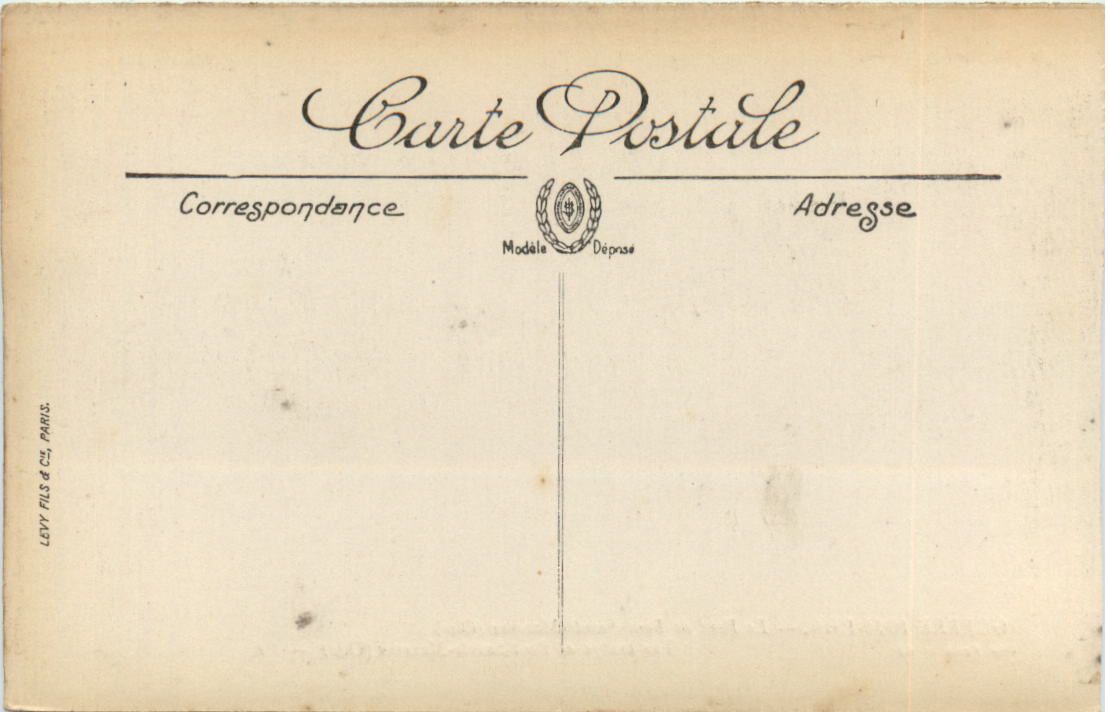 Carte Postale
Correspondance
Adresse
Modèle Déposé
LEVY FILS & Cie, PARIS.